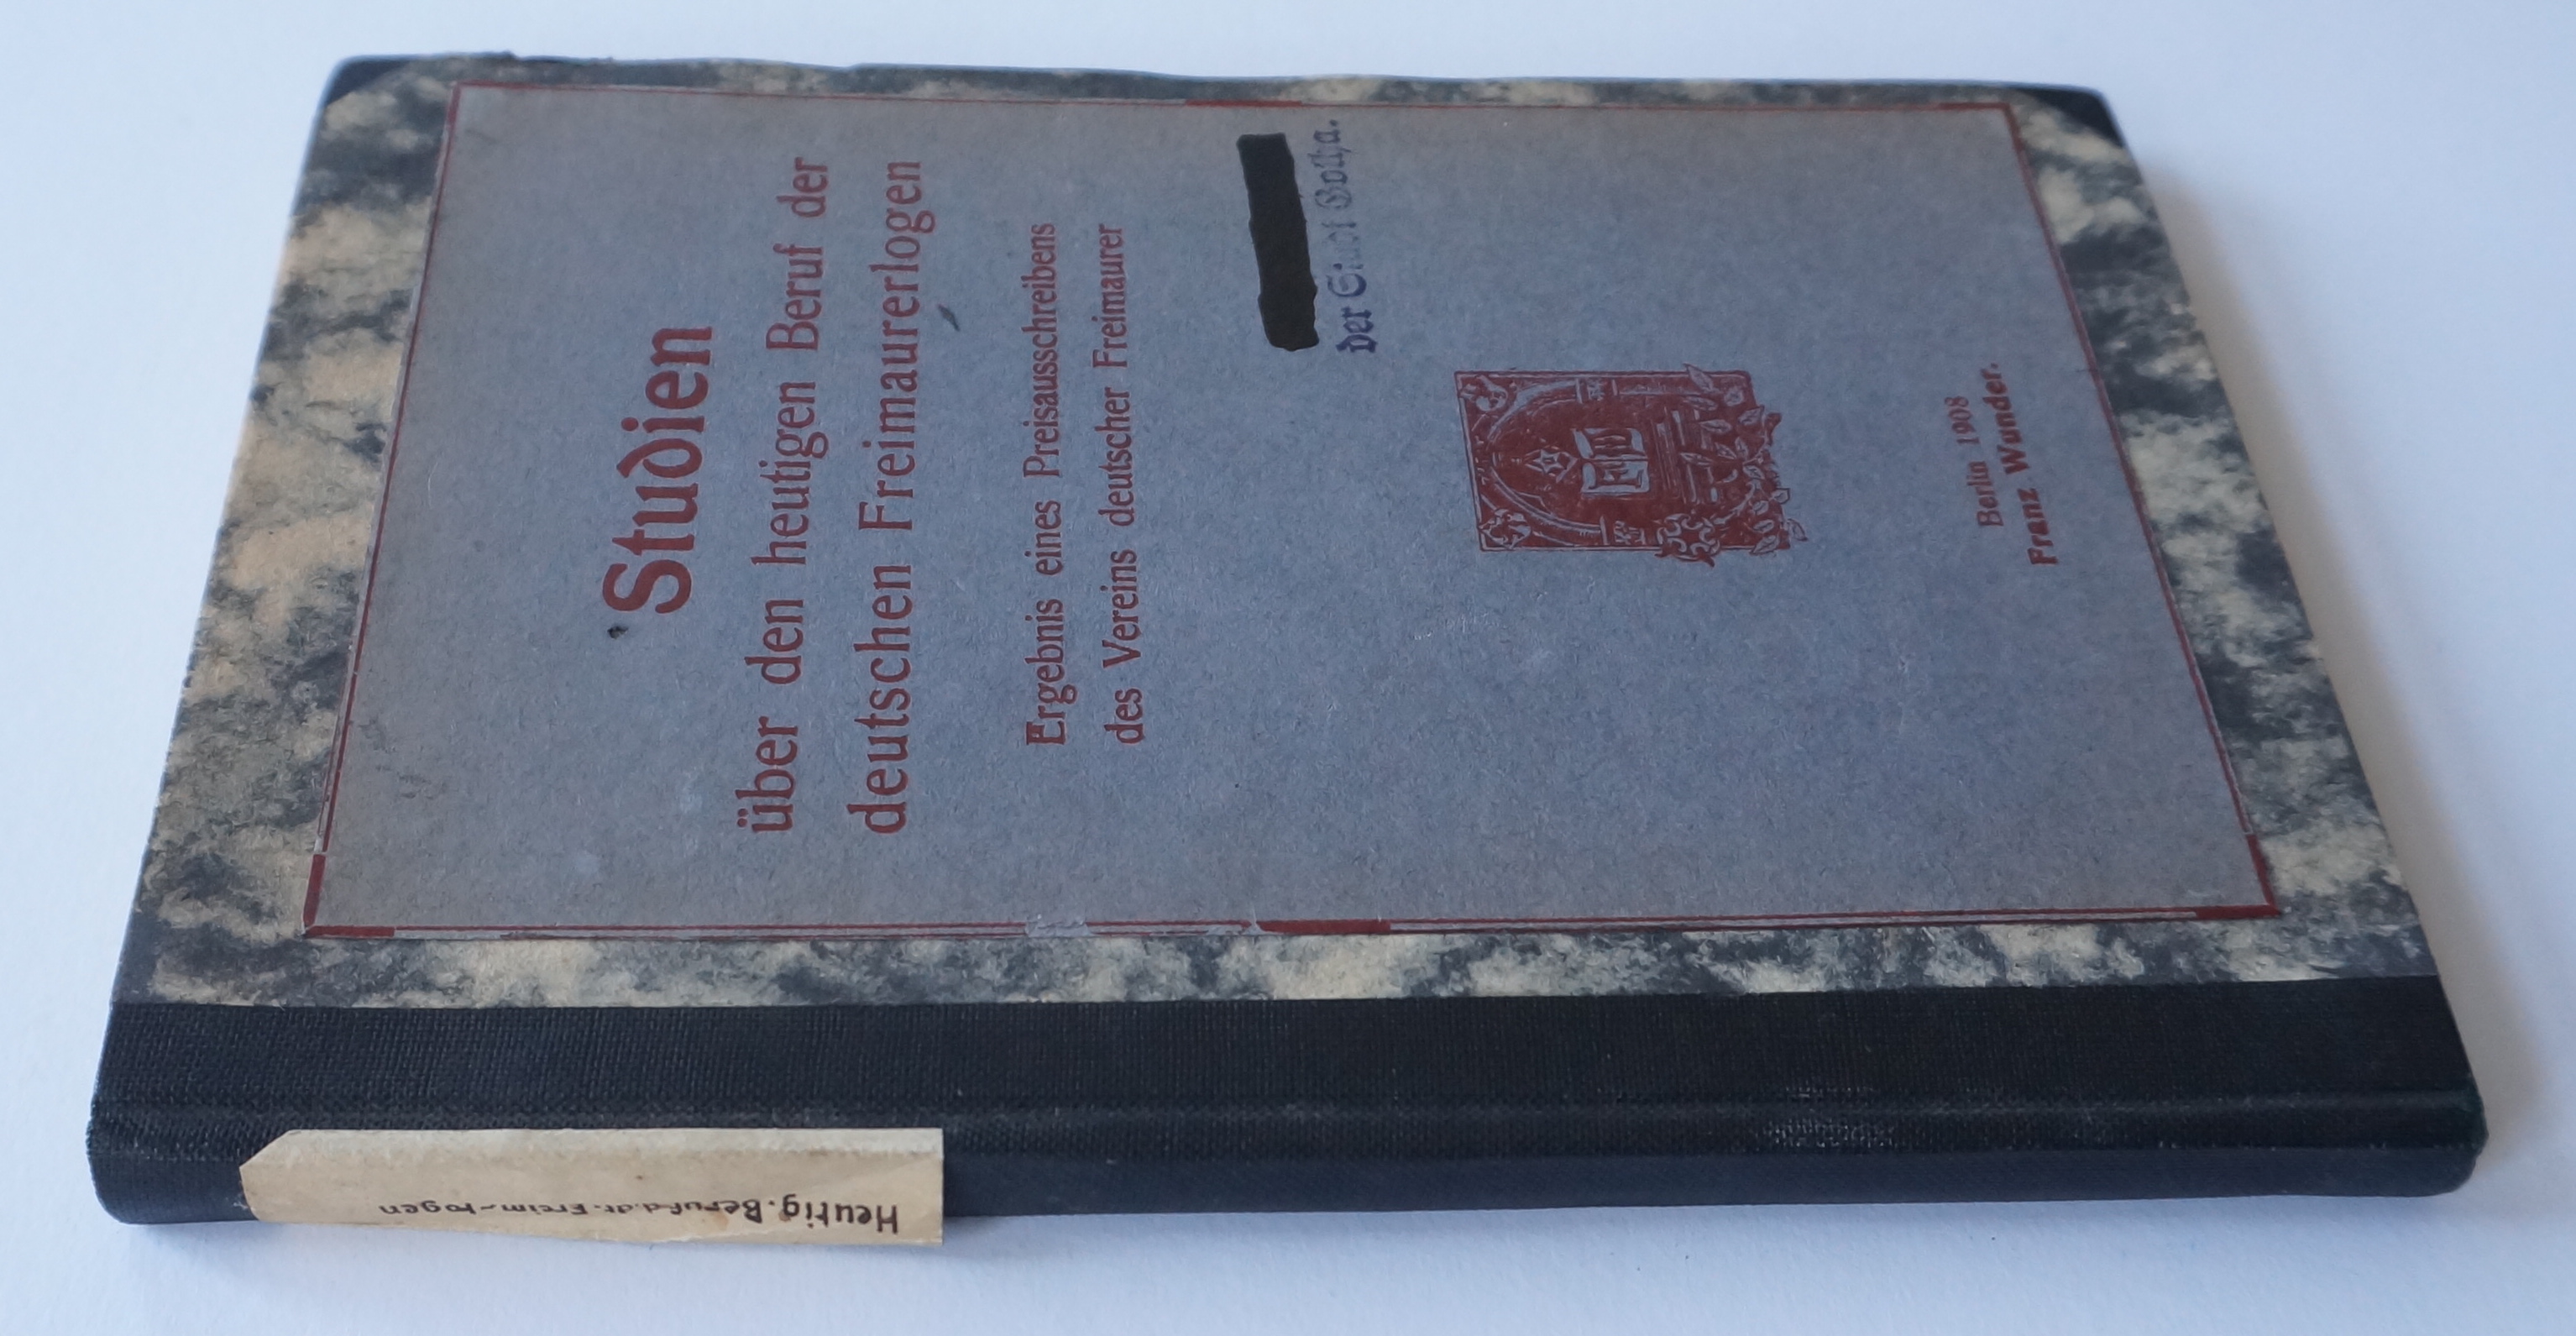 Studien
über den heutigen Beruf der
deutschen Freimaurerlogen
Ergebnis eines Preisausschreibens
des Vereins deutscher Freimaurer
der Stadt Gotha.
Berlin 1908
Franz Wunder.
Heutig. Beruf d. dt. Freim-logen